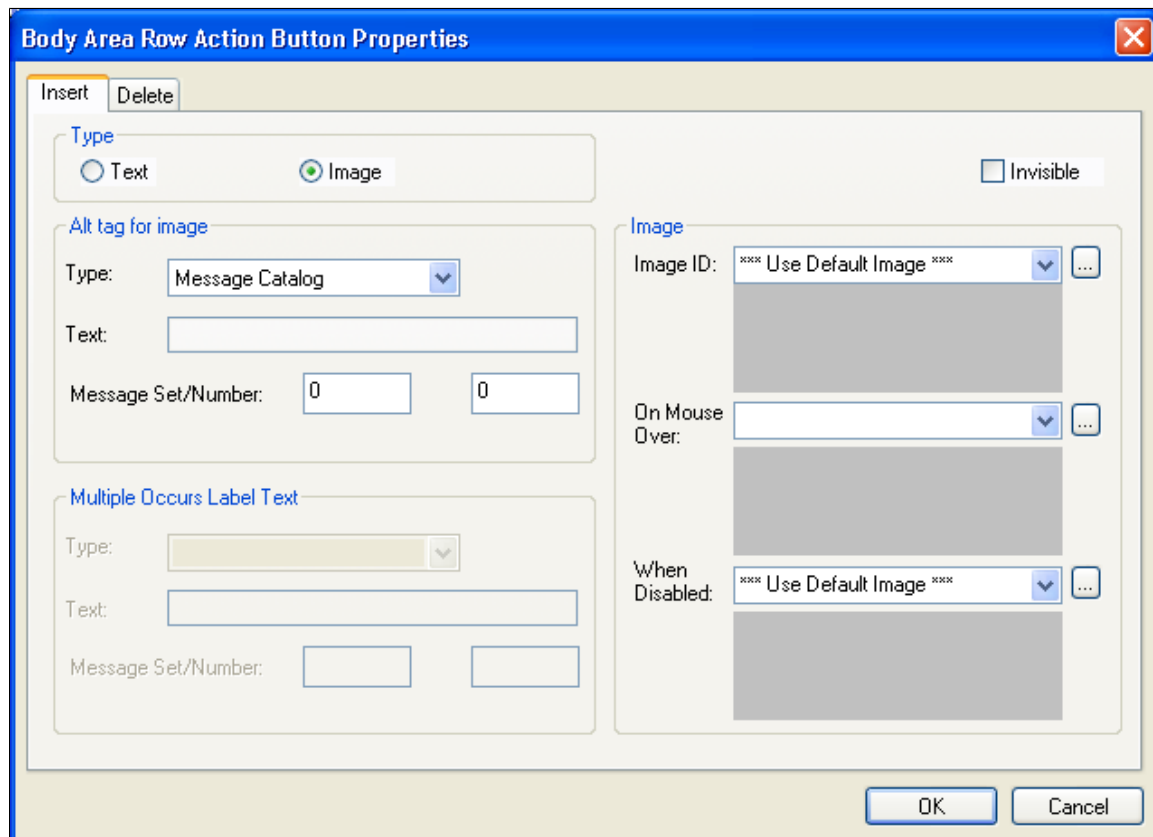 Body Area Row Action Button Properties
Insert Delete
Type
Text Image
Invisible
Alt tag for image
Type: Message Catalog
Text:
Message Set/Number: 0 0
Multiple Occurs Label Text
Type:
Text:
Message Set/Number:
Image
Image ID: *** Use Default Image *** ...
On Mouse
Over: ...
When
Disabled: *** Use Default Image *** ...
OK Cancel